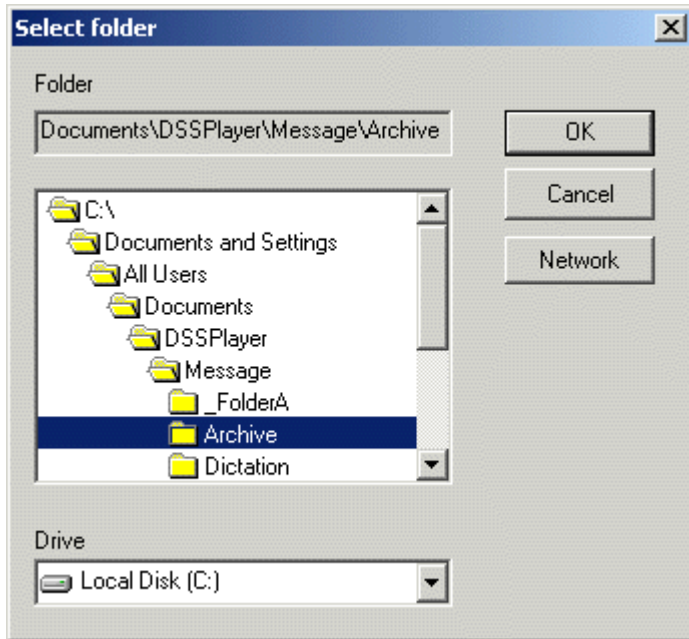 Select folder
Folder
Documents\DSSPlayer\Message\Archive
OK
Cancel
Network
C:\
Documents and Settings
All Users
Documents
DSSPlayer
Message
_FolderA
Archive
Dictation
Drive
Local Disk (C:)